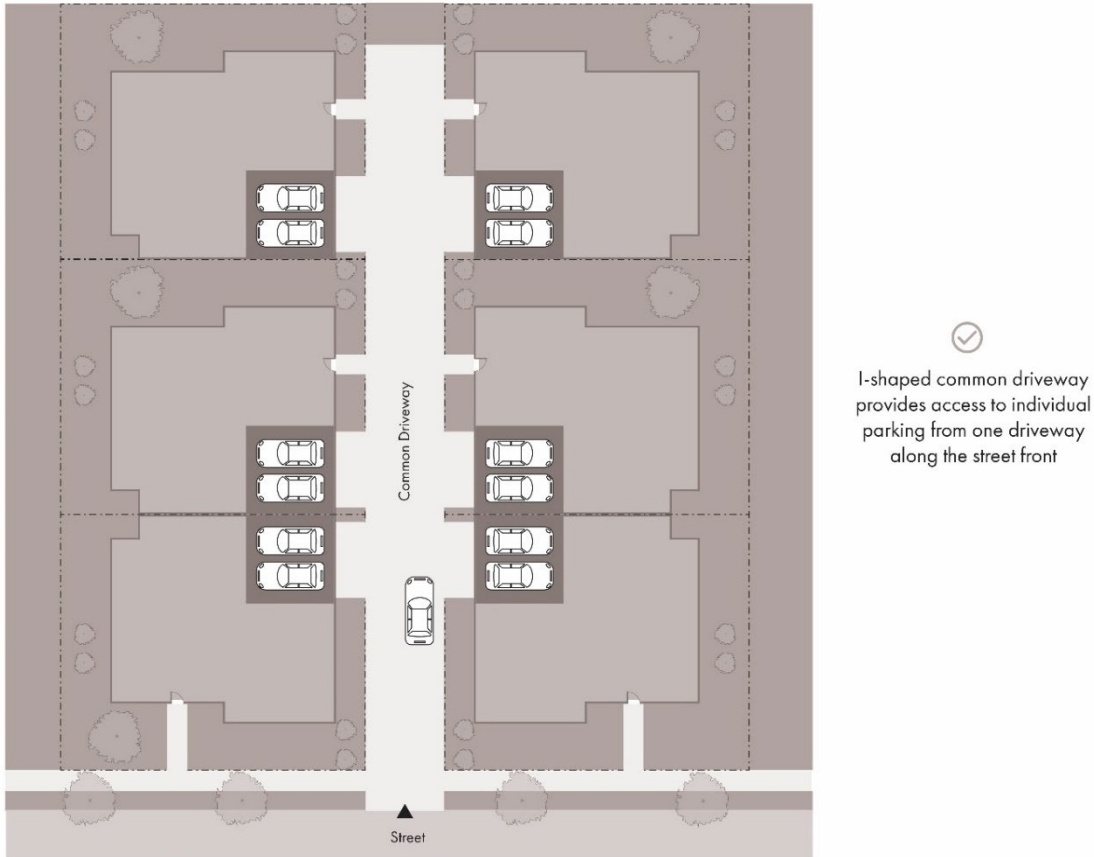 Common Driveway
Street
I-shaped common driveway
provides access to individual
parking from one driveway
along the street front